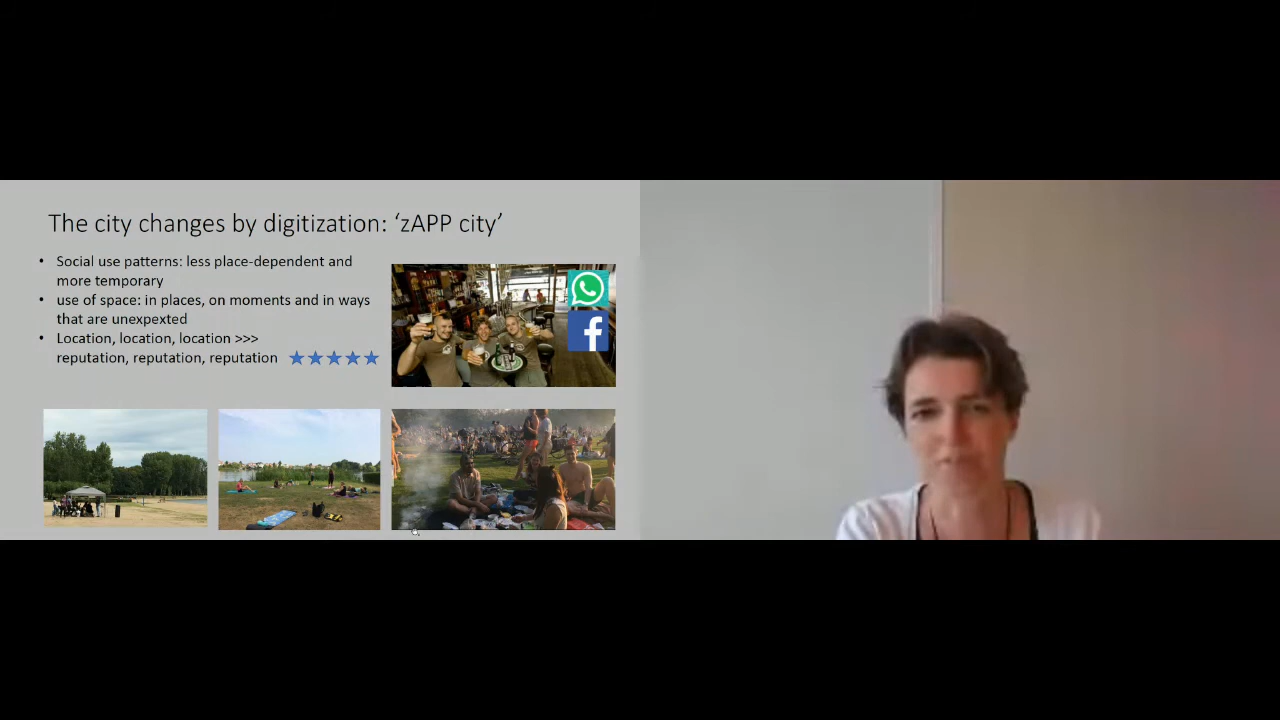 The city changes by digitization: ‘zAPP city’
• Social use patterns: less place-dependent and
more temporary
• use of space: in places, on moments and in ways
that are unexpexted
• Location, location, location >>>
reputation, reputation, reputation